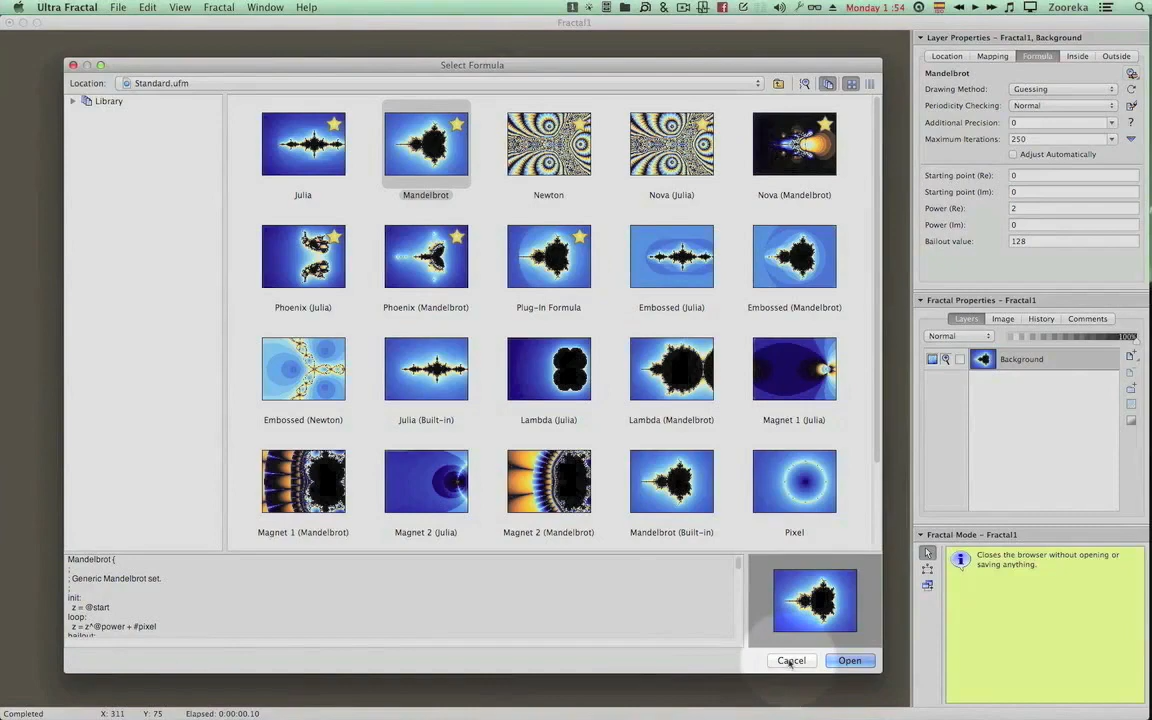 Ultra Fractal File Edit View Fractal Window Help
Monday 1:54 Zooreka
Fractal1
Select Formula
Location: Standard.ufm
Library
Julia Mandelbrot Newton Nova (Julia) Nova (Mandelbrot)
Phoenix (Julia) Phoenix (Mandelbrot) Plug-In Formula Embossed (Julia) Embossed (Mandelbrot)
Embossed (Newton) Julia (Built-in) Lambda (Julia) Lambda (Mandelbrot) Magnet 1 (Julia)
Magnet 1 (Mandelbrot) Magnet 2 (Julia) Magnet 2 (Mandelbrot) Mandelbrot (Built-in) Pixel
Mandelbrot {
;
; Generic Mandelbrot set.
;
init:
z = @start
loop:
z = z^@power + #pixel
bailout:
Cancel Open
Layer Properties – Fractal1, Background
Location Mapping Formula Inside Outside
Mandelbrot
Drawing Method: Guessing
Periodicity Checking: Normal
Additional Precision: 0
Maximum Iterations: 250
Adjust Automatically
Starting point (Re): 0
Starting point (Im): 0
Power (Re): 2
Power (Im): 0
Bailout value: 128
Fractal Properties – Fractal1
Layers Image History Comments
Normal 100%
Background
Fractal Mode – Fractal1
Closes the browser without opening or
saving anything.
Completed X: 311 Y: 75 Elapsed: 0:00:00.10